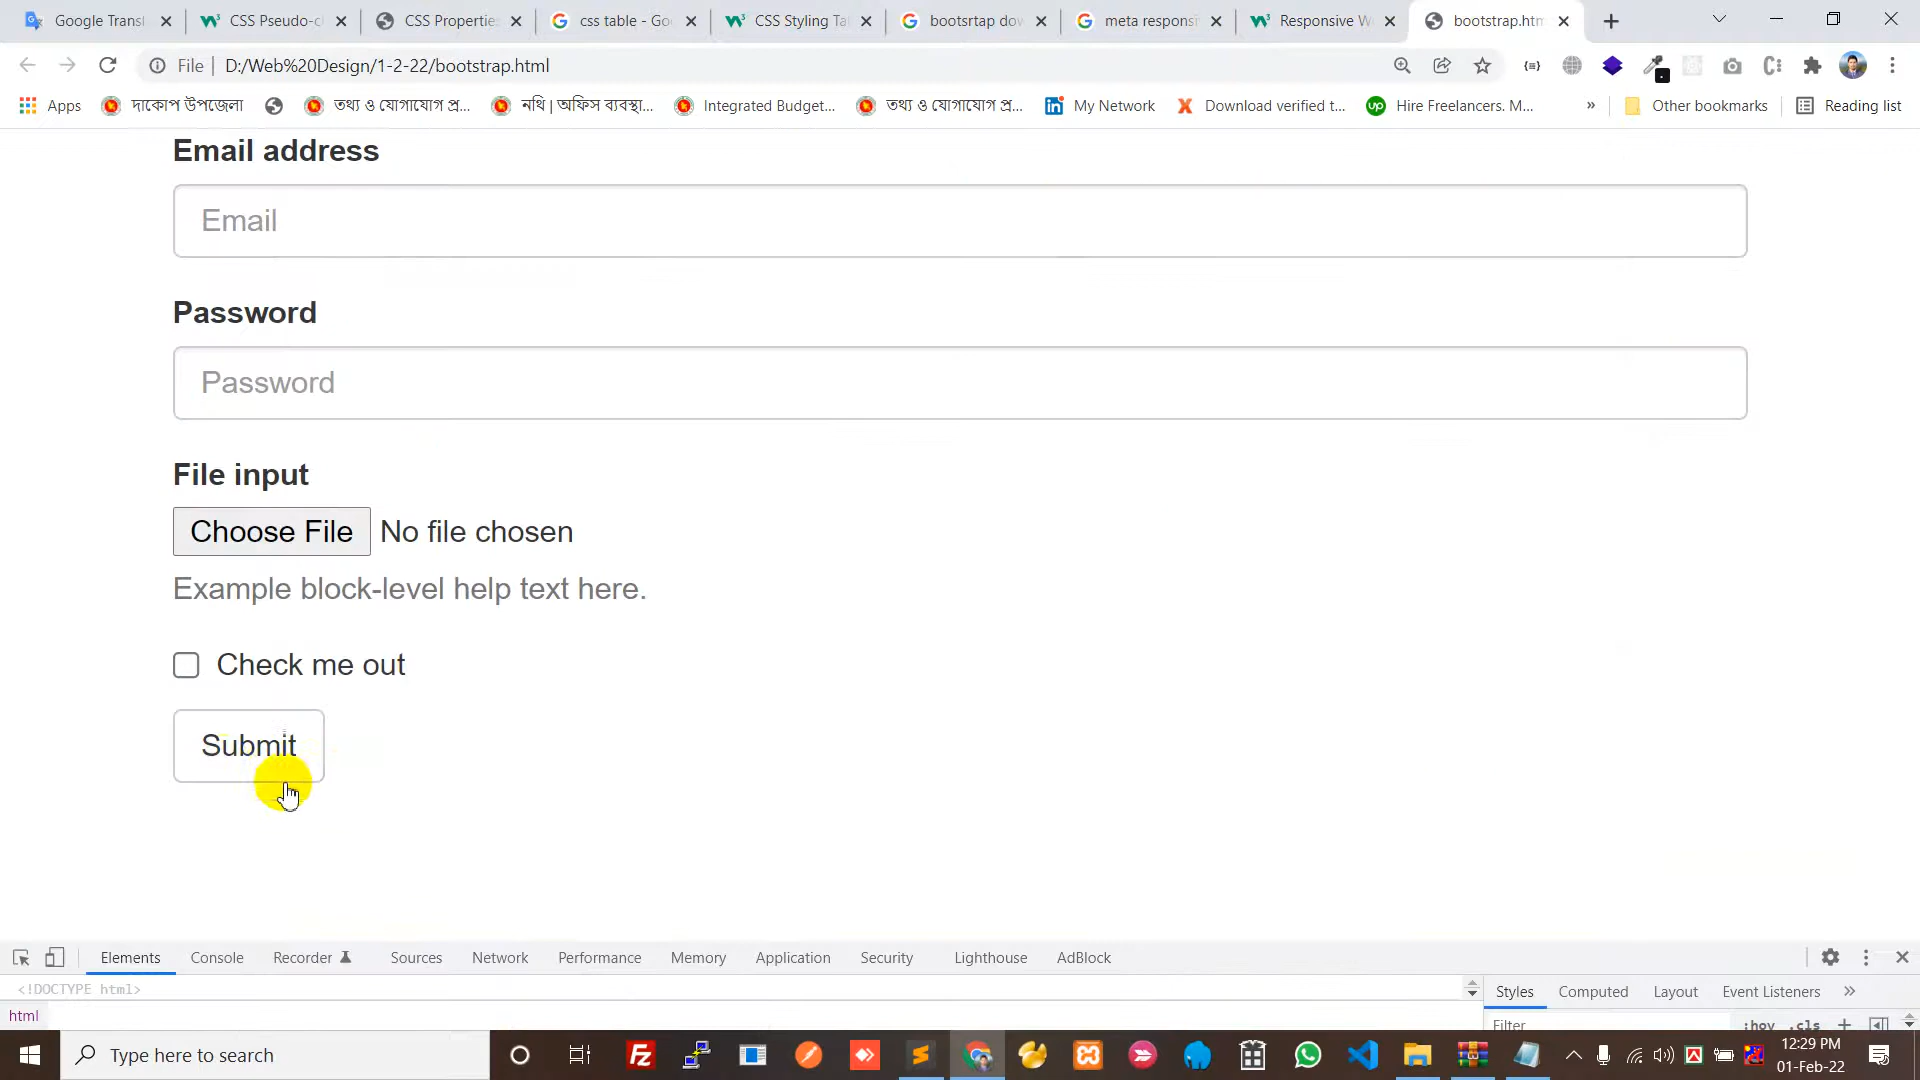 Google Transl
CSS Pseudo-c
CSS Properties
css table - Goo
CSS Styling Ta
bootsrtap dow
meta responsi
Responsive W
bootstrap.htm
File
D:/Web%20Design/1-2-22/bootstrap.html
Apps
দাকোপ উপজেলা
তথ্য ও যোগাযোগ প্র...
নথি | অফিস ব্যবস্থা...
Integrated Budget...
তথ্য ও যোগাযোগ প্র...
My Network
Download verified t...
Hire Freelancers. M...
»
Other bookmarks
Reading list
Email address
Email
Password
Password
File input
Choose File No file chosen
Example block-level help text here.
Check me out
Submit
Elements
Console
Recorder
Sources
Network
Performance
Memory
Application
Security
Lighthouse
AdBlock
<!DOCTYPE html>
html
Styles
Computed
Layout
Event Listeners
»
Filter
:hov
.cls
Type here to search
12:29 PM
01-Feb-22